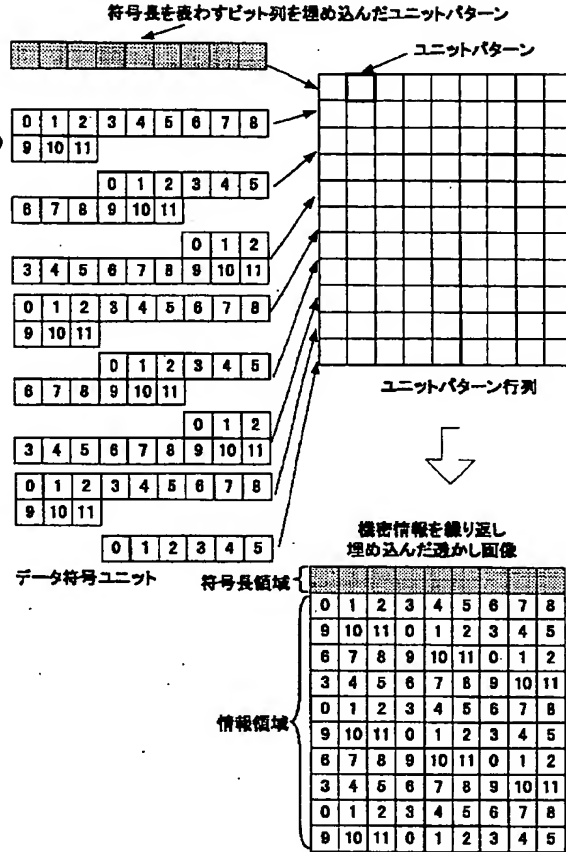 符号長を表わすビット列を埋め込んだユニットパターン
ユニットパターン
0 1 2 3 4 5 6 7 8
9 10 11
0 1 2 3 4 5
6 7 8 9 10 11
0 1 2
3 4 5 6 7 8 9 10 11
0 1 2 3 4 5 6 7 8
9 10 11
0 1 2 3 4 5
6 7 8 9 10 11
0 1 2
3 4 5 6 7 8 9 10 11
0 1 2 3 4 5 6 7 8
9 10 11
0 1 2 3 4 5
データ符号ユニット
ユニットパターン行列
機密情報を繰り返し
埋め込んだ透かし画像
符号長領域
情報領域
0 1 2 3 4 5 6 7 8
9 10 11 0 1 2 3 4 5
6 7 8 9 10 11 0 1 2
3 4 5 6 7 8 9 10 11
0 1 2 3 4 5 6 7 8
9 10 11 0 1 2 3 4 5
6 7 8 9 10 11 0 1 2
3 4 5 6 7 8 9 10 11
0 1 2 3 4 5 6 7 8
9 10 11 0 1 2 3 4 5